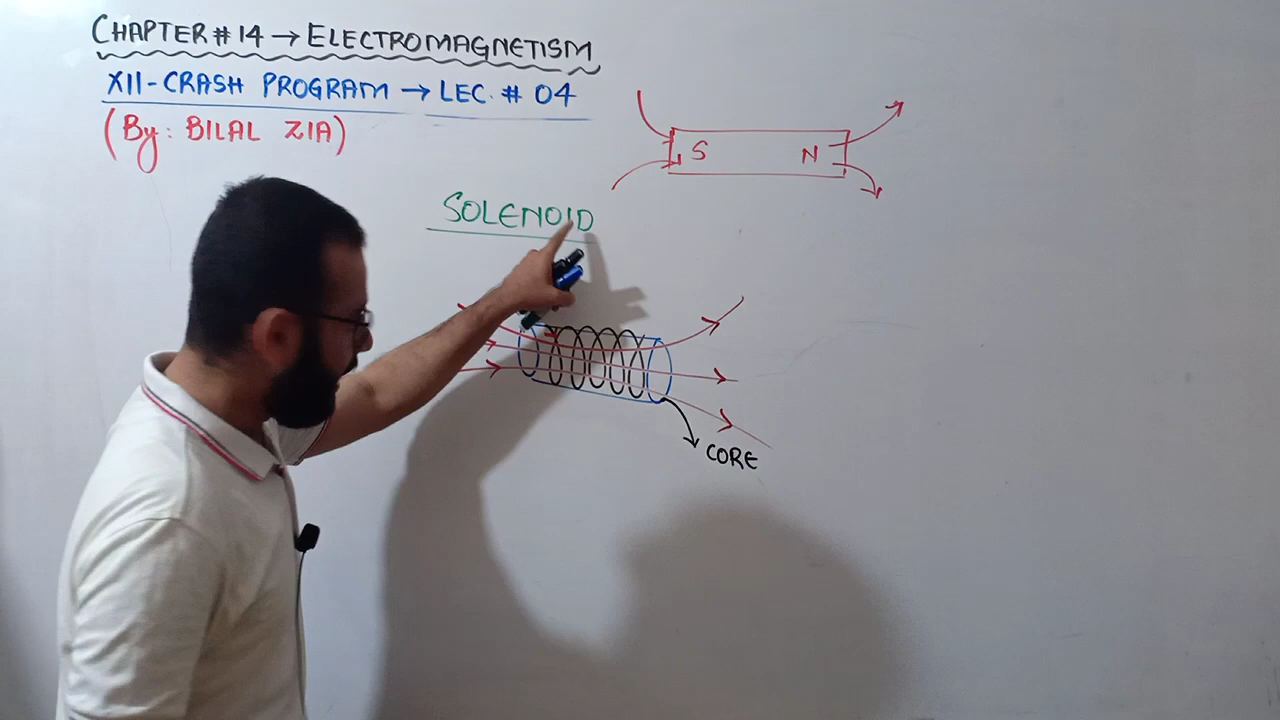 CHAPTER # 14 → ELECTROMAGNETISM
XII-CRASH PROGRAM → LEC. # 04
(By: BILAL ZIA)
S N
SOLENOID
CORE